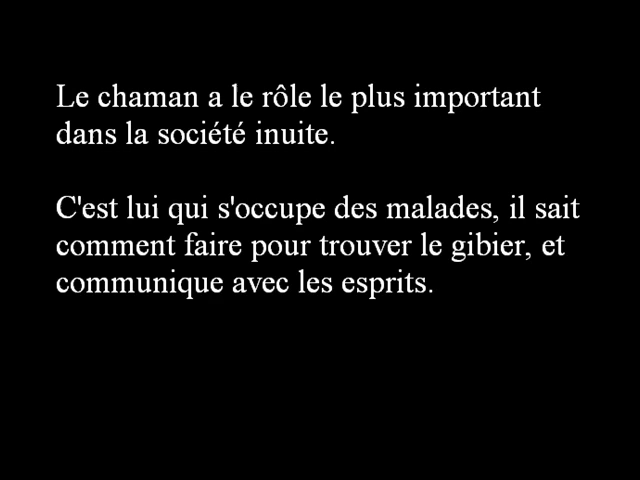 Le chaman a le rôle le plus important
dans la société inuite.
C'est lui qui s'occupe des malades, il sait
comment faire pour trouver le gibier, et
communique avec les esprits.